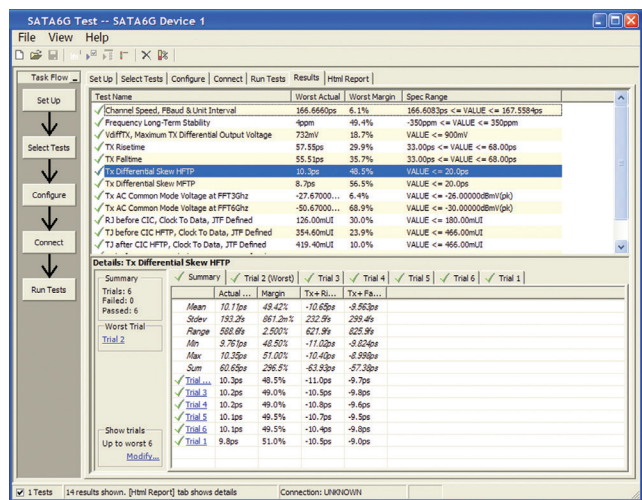 SATA6G Test -- SATA6G Device 1
File View Help
Task Flow
Set Up
Select Tests
Configure
Connect
Run Tests
Set Up Select Tests Configure Connect Run Tests Results Html Report
Test Name Worst Actual Worst Margin Spec Range
Channel Speed, FBaud & Unit Interval 166.6660ps 6.1% 166.6083ps <= VALUE <= 167.5584ps
Frequency Long-Term Stability 4ppm 49.4% -350ppm <= VALUE <= 350ppm
VdiffTX, Maximum TX Differential Output Voltage 732mV 18.7% VALUE <= 900mV
TX Risetime 57.55ps 29.9% 33.00ps <= VALUE <= 68.00ps
TX Falltime 55.51ps 35.7% 33.00ps <= VALUE <= 68.00ps
Tx Differential Skew HFTP 10.3ps 48.5% VALUE <= 20.0ps
Tx Differential Skew MFTP 8.7ps 56.5% VALUE <= 20.0ps
Tx AC Common Mode Voltage at FFT3Ghz -27.67000... 6.4% VALUE <= -26.00000dBmV(pk)
Tx AC Common Mode Voltage at FFT6Ghz -50.67000... 68.9% VALUE <= -30.00000dBmV(pk)
RJ before CIC, Clock To Data, JTF Defined 126.00mUI 30.0% VALUE <= 180.00mUI
TJ before CIC HFTP, Clock To Data, JTF Defined 354.60mUI 23.9% VALUE <= 466.00mUI
TJ after CIC HFTP, Clock To Data, JTF Defined 419.40mUI 10.0% VALUE <= 466.00mUI
Details: Tx Differential Skew HFTP
Summary
Trials: 6
Failed: 0
Passed: 6
Worst Trial
Trial 2
Show trials
Up to worst 6
Modify...
Summary Trial 2 (Worst) Trial 3 Trial 4 Trial 5 Trial 6 Trial 1
Actual ... Margin Tx+ Ri... Tx+ Fa...
Mean 10.11ps 49.42% -10.65ps -9.563ps
Stdev 193.2fs 861.2m% 232.5fs 299.4fs
Range 588.6fs 2.500% 621.9fs 825.9fs
Min 9.761ps 48.50% -11.02ps -9.824ps
Max 10.35ps 51.00% -10.40ps -8.998ps
Sum 60.65ps 296.5% -63.93ps -57.38ps
Trial ... 10.3ps 48.5% -11.0ps -9.7ps
Trial 3 10.2ps 49.0% -10.5ps -9.8ps
Trial 4 10.2ps 49.0% -10.8ps -9.6ps
Trial 5 10.1ps 49.5% -10.7ps -9.5ps
Trial 6 10.1ps 49.5% -10.4ps -9.8ps
Trial 1 9.8ps 51.0% -10.5ps -9.0ps
1 Tests 14 results shown. [Html Report] tab shows details Connection: UNKNOWN